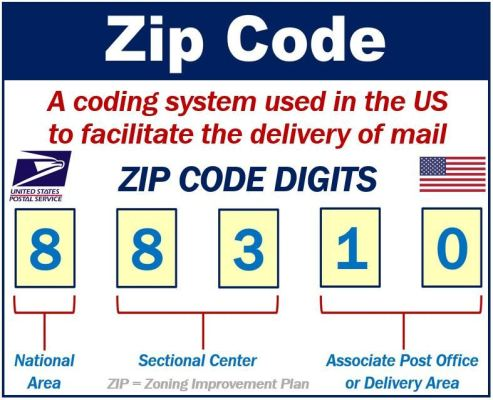 Zip Code
A coding system used in the US
to facilitate the delivery of mail
UNITED STATES
POSTAL SERVICE
ZIP CODE DIGITS
8 8 3 1 0
National
Area
Sectional Center
Associate Post Office
or Delivery Area
ZIP = Zoning Improvement Plan